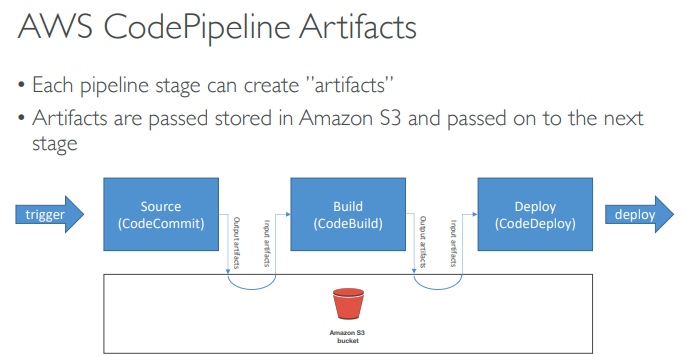 AWS CodePipeline Artifacts
• Each pipeline stage can create ”artifacts”
• Artifacts are passed stored in Amazon S3 and passed on to the next
stage
trigger
Source
(CodeCommit)
Output artifacts
Input artifacts
Build
(CodeBuild)
Output artifacts
Input artifacts
Deploy
(CodeDeploy)
deploy
Amazon S3
bucket